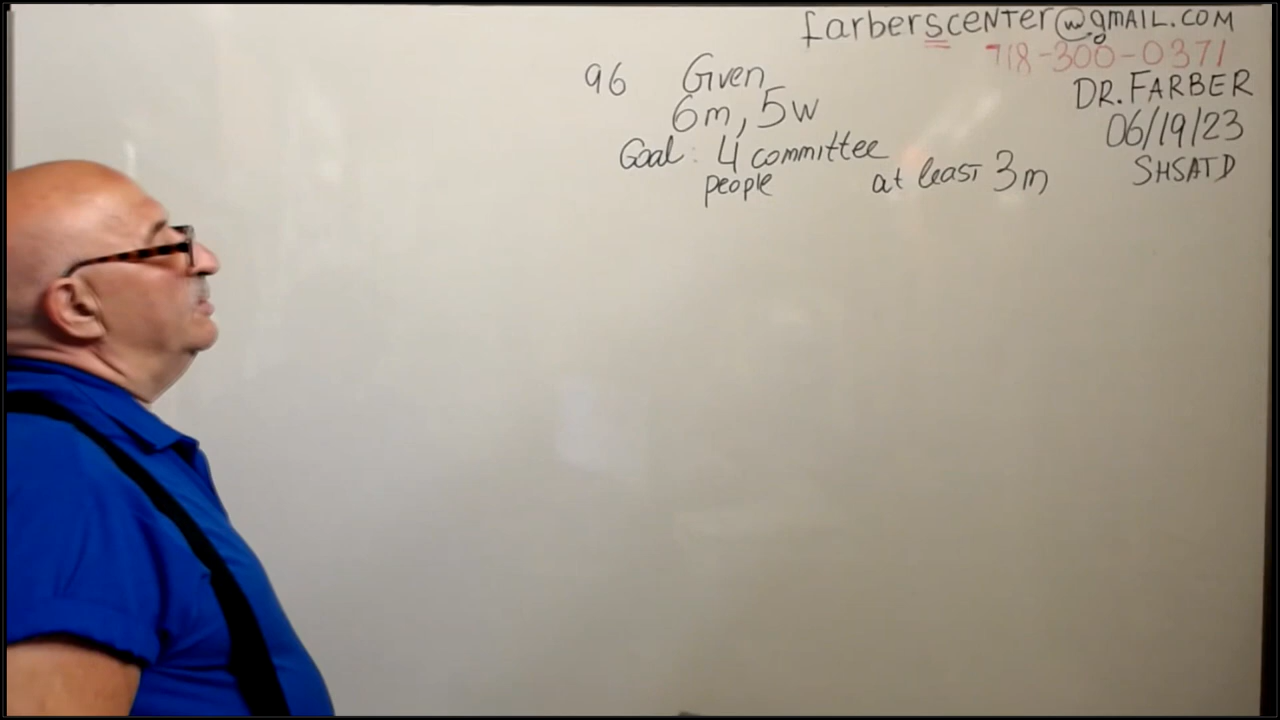 farberscenter@gmail.com
718-300-0371
96 Given
DR. FARBER
6m, 5w
06/19/23
Goal: 4 committee
people at least 3m
SHSATD